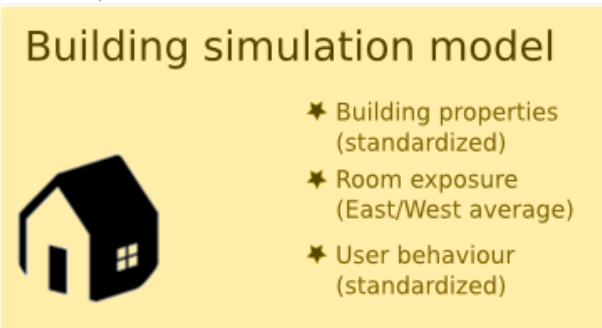 Building simulation model
Building properties
(standardized)
Room exposure
(East/West average)
User behaviour
(standardized)